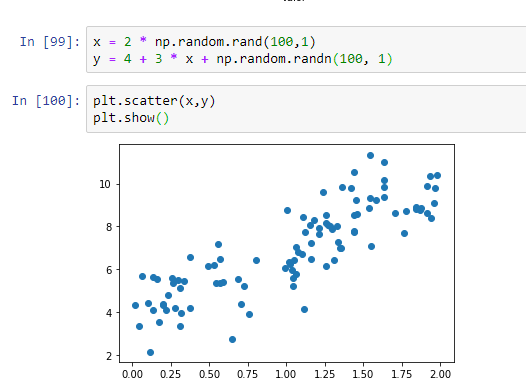 In [99]: x = 2 * np.random.rand(100,1)
y = 4 + 3 * x + np.random.randn(100, 1)
In [100]: plt.scatter(x,y)
plt.show()
10
8
6
4
2
0.00 0.25 0.50 0.75 1.00 1.25 1.50 1.75 2.00